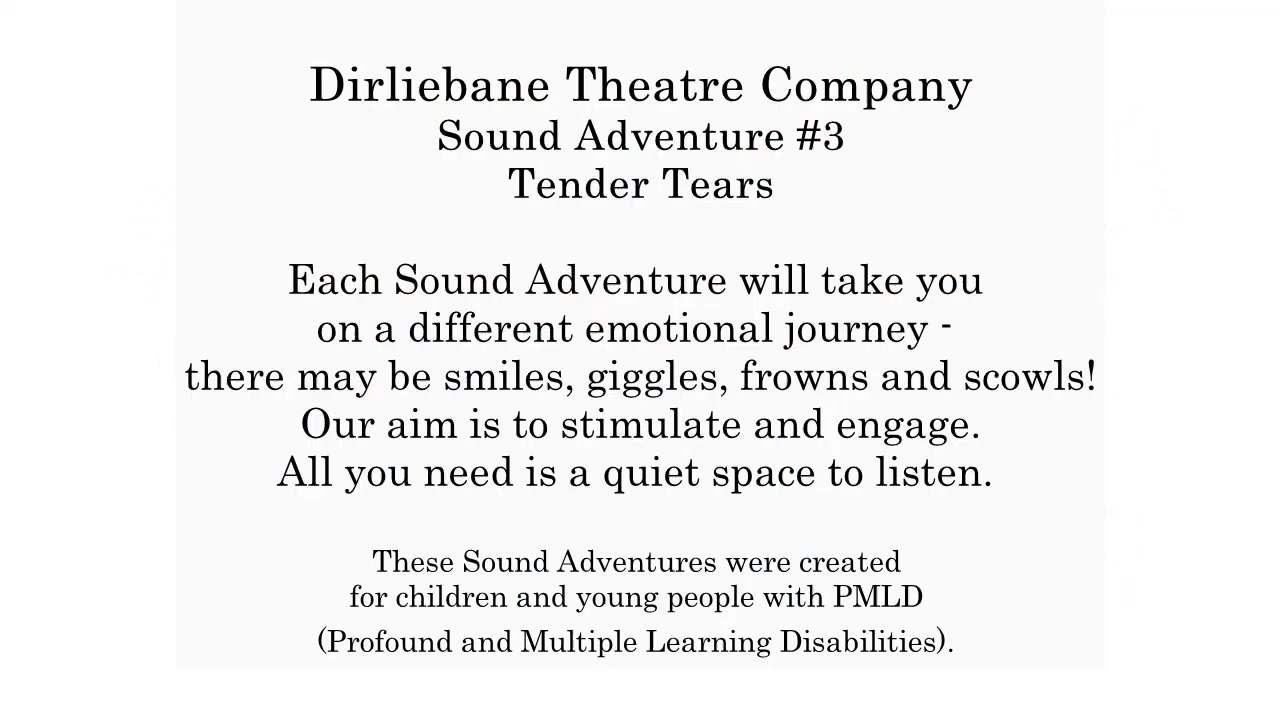 Dirliebane Theatre Company
Sound Adventure #3
Tender Tears
Each Sound Adventure will take you
on a different emotional journey -
there may be smiles, giggles, frowns and scowls!
Our aim is to stimulate and engage.
All you need is a quiet space to listen.
These Sound Adventures were created
for children and young people with PMLD
(Profound and Multiple Learning Disabilities).